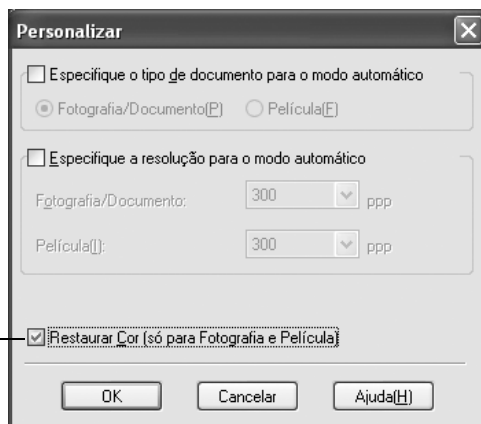 Personalizar
Especifique o tipo de documento para o modo automático
Fotografia/Documento(P) Película(F)
Especifique a resolução para o modo automático
Fotografia/Documento: 300 ppp
Película(I): 300 ppp
Restaurar Cor (só para Fotografia e Película)
OK Cancelar Ajuda(H)